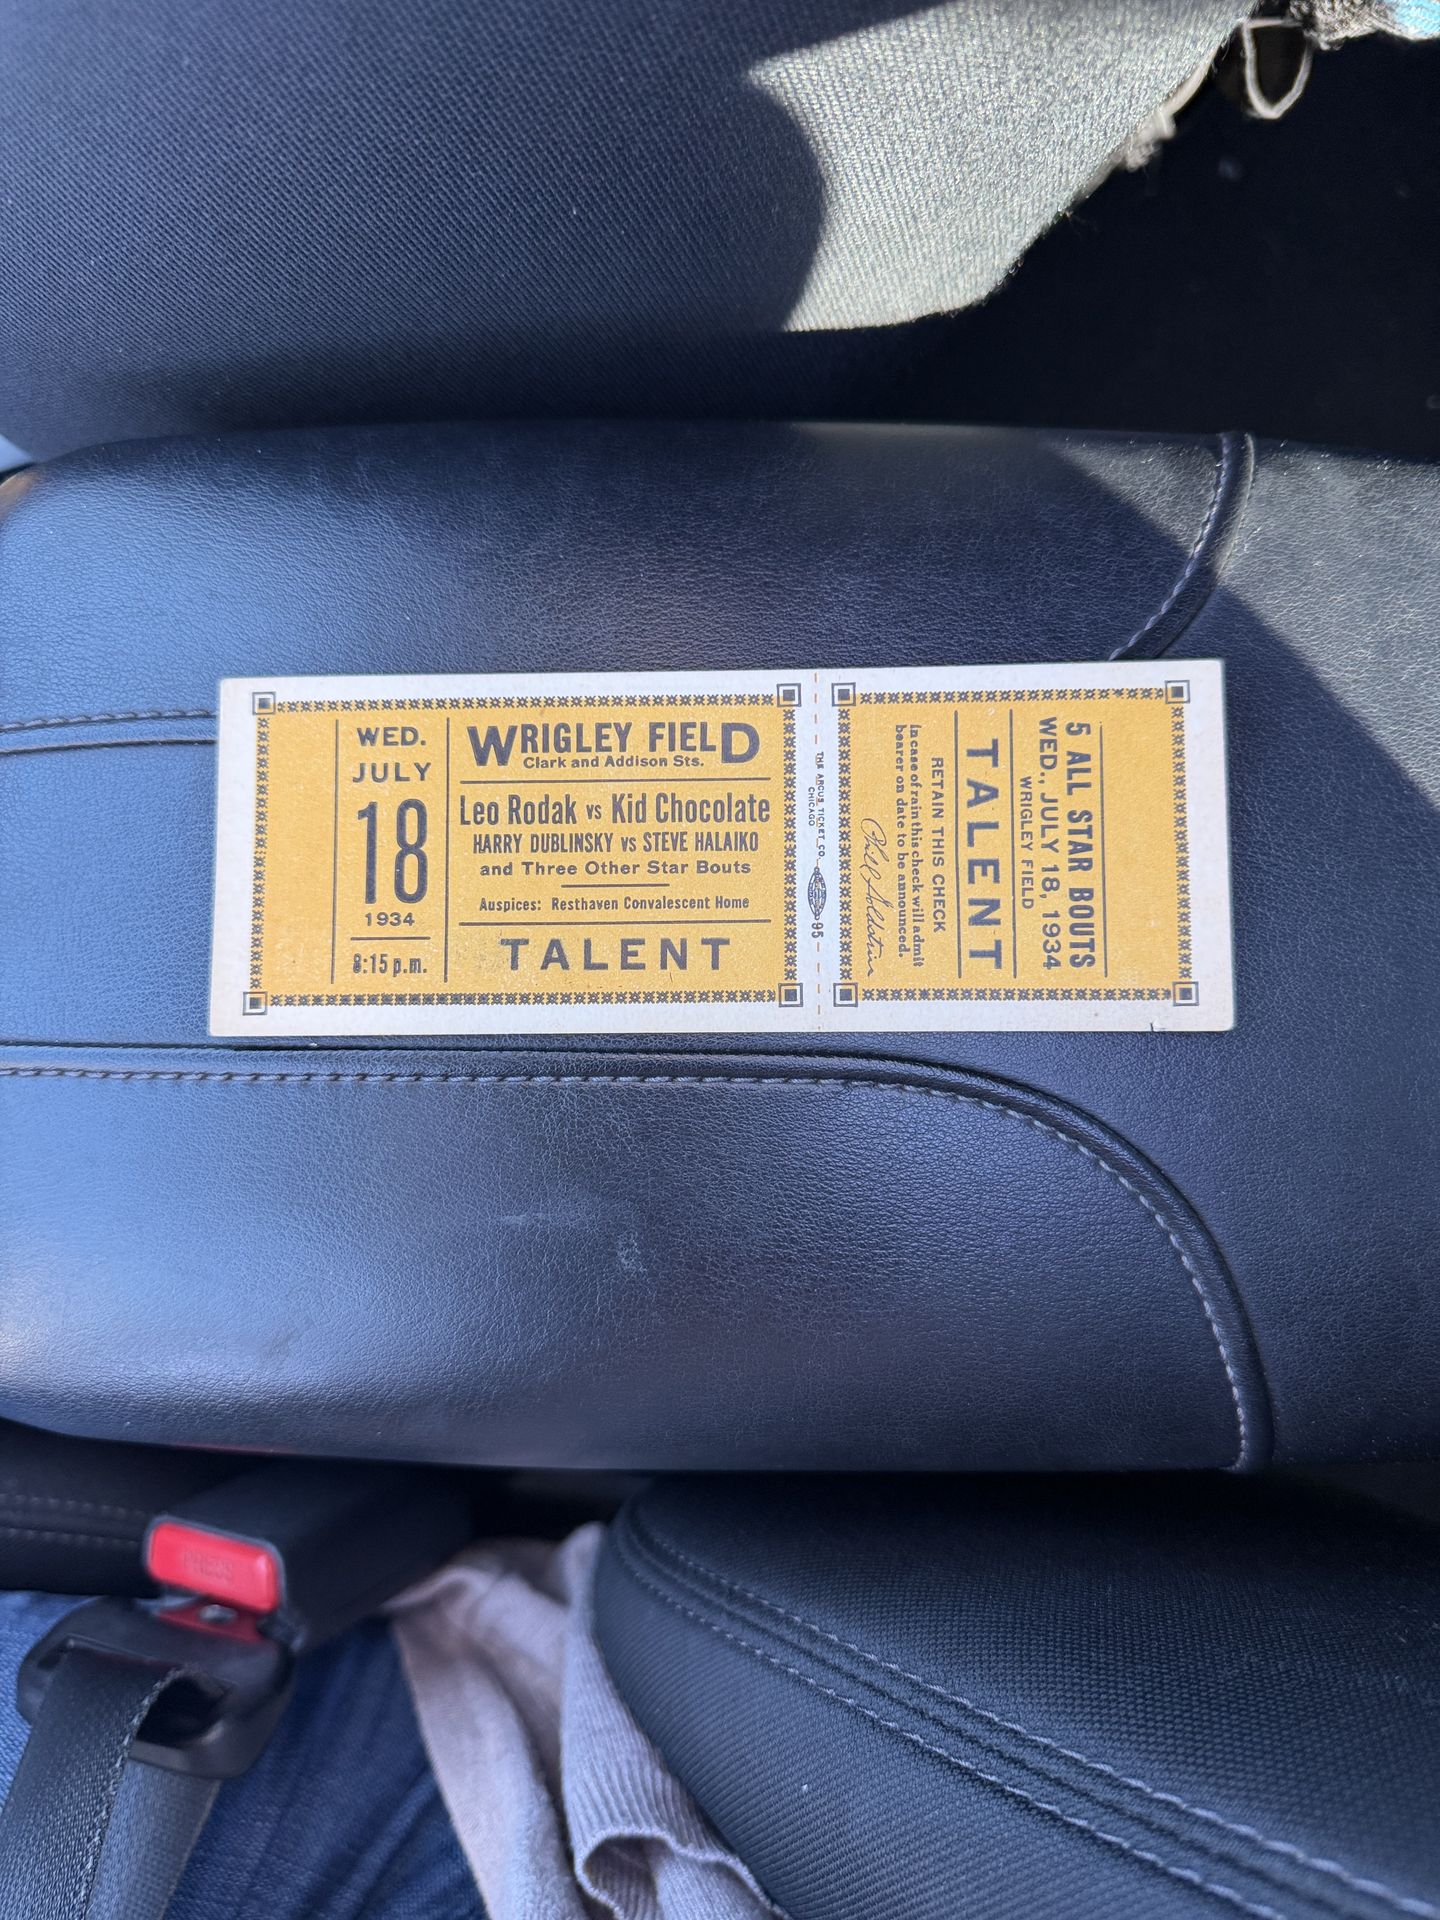 WED.
JULY
18
1934
8:15 p.m.
WRIGLEY FIELD
Clark and Addison Sts.
Leo Rodak vs Kid Chocolate
HARRY DUBLINSKY vs STEVE HALAIKO
and Three Other Star Bouts
Auspices: Resthaven Convalescent Home
TALENT
THE ARCUS TICKET CO.
CHICAGO
95
5 ALL STAR BOUTS
WED., JULY 18, 1934
WRIGLEY FIELD
TALENT
RETAIN THIS CHECK
In case of rain this check will admit
bearer on date to be announced.
Phil Goldstein
PRESS